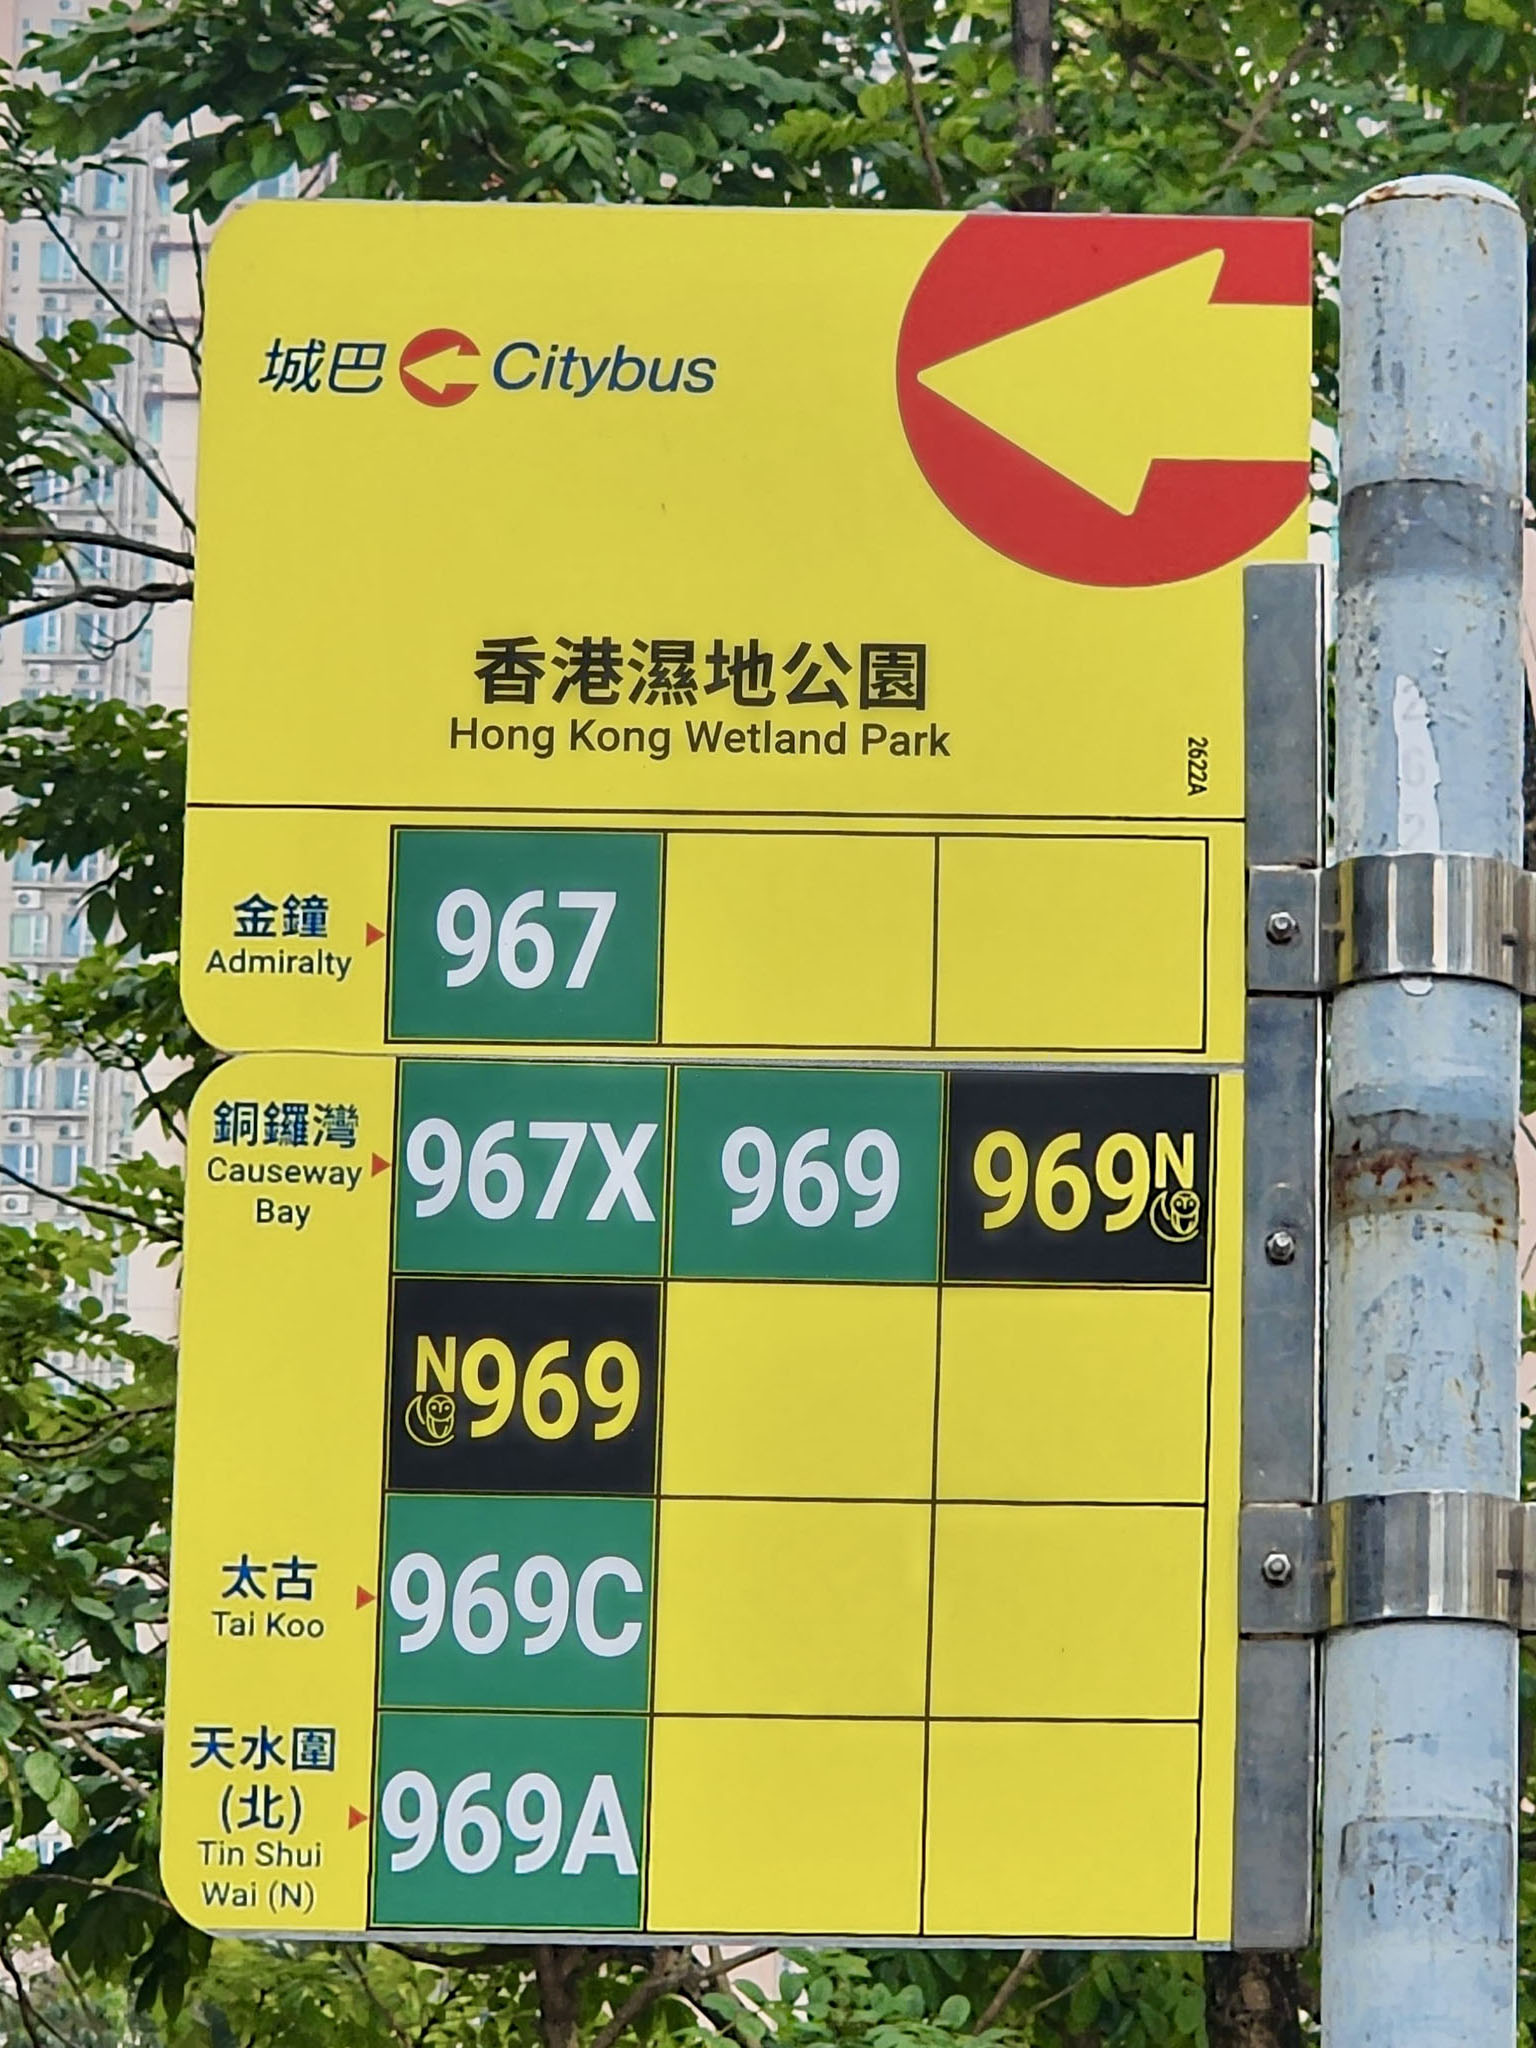 城巴 Citybus
香港濕地公園
Hong Kong Wetland Park
2622A
金鐘
Admiralty
967
銅鑼灣
Causeway
Bay
967X 969 969N
N969
太古
Tai Koo
969C
天水圍
(北)
Tin Shui
Wai (N)
969A